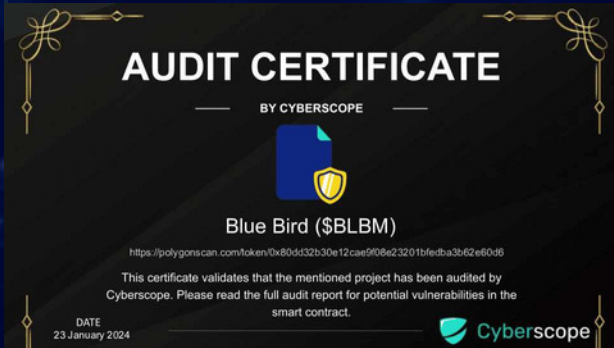 AUDIT CERTIFICATE
BY CYBERSCOPE
Blue Bird ($BLBM)
https://polygonscan.com/token/0x80dd32b30e12cae9f08e23201bfedba3b62e60d6
This certificate validates that the mentioned project has been audited by
Cyberscope. Please read the full audit report for potential vulnerabilities in the
smart contract.
DATE
23 January 2024
Cyberscope